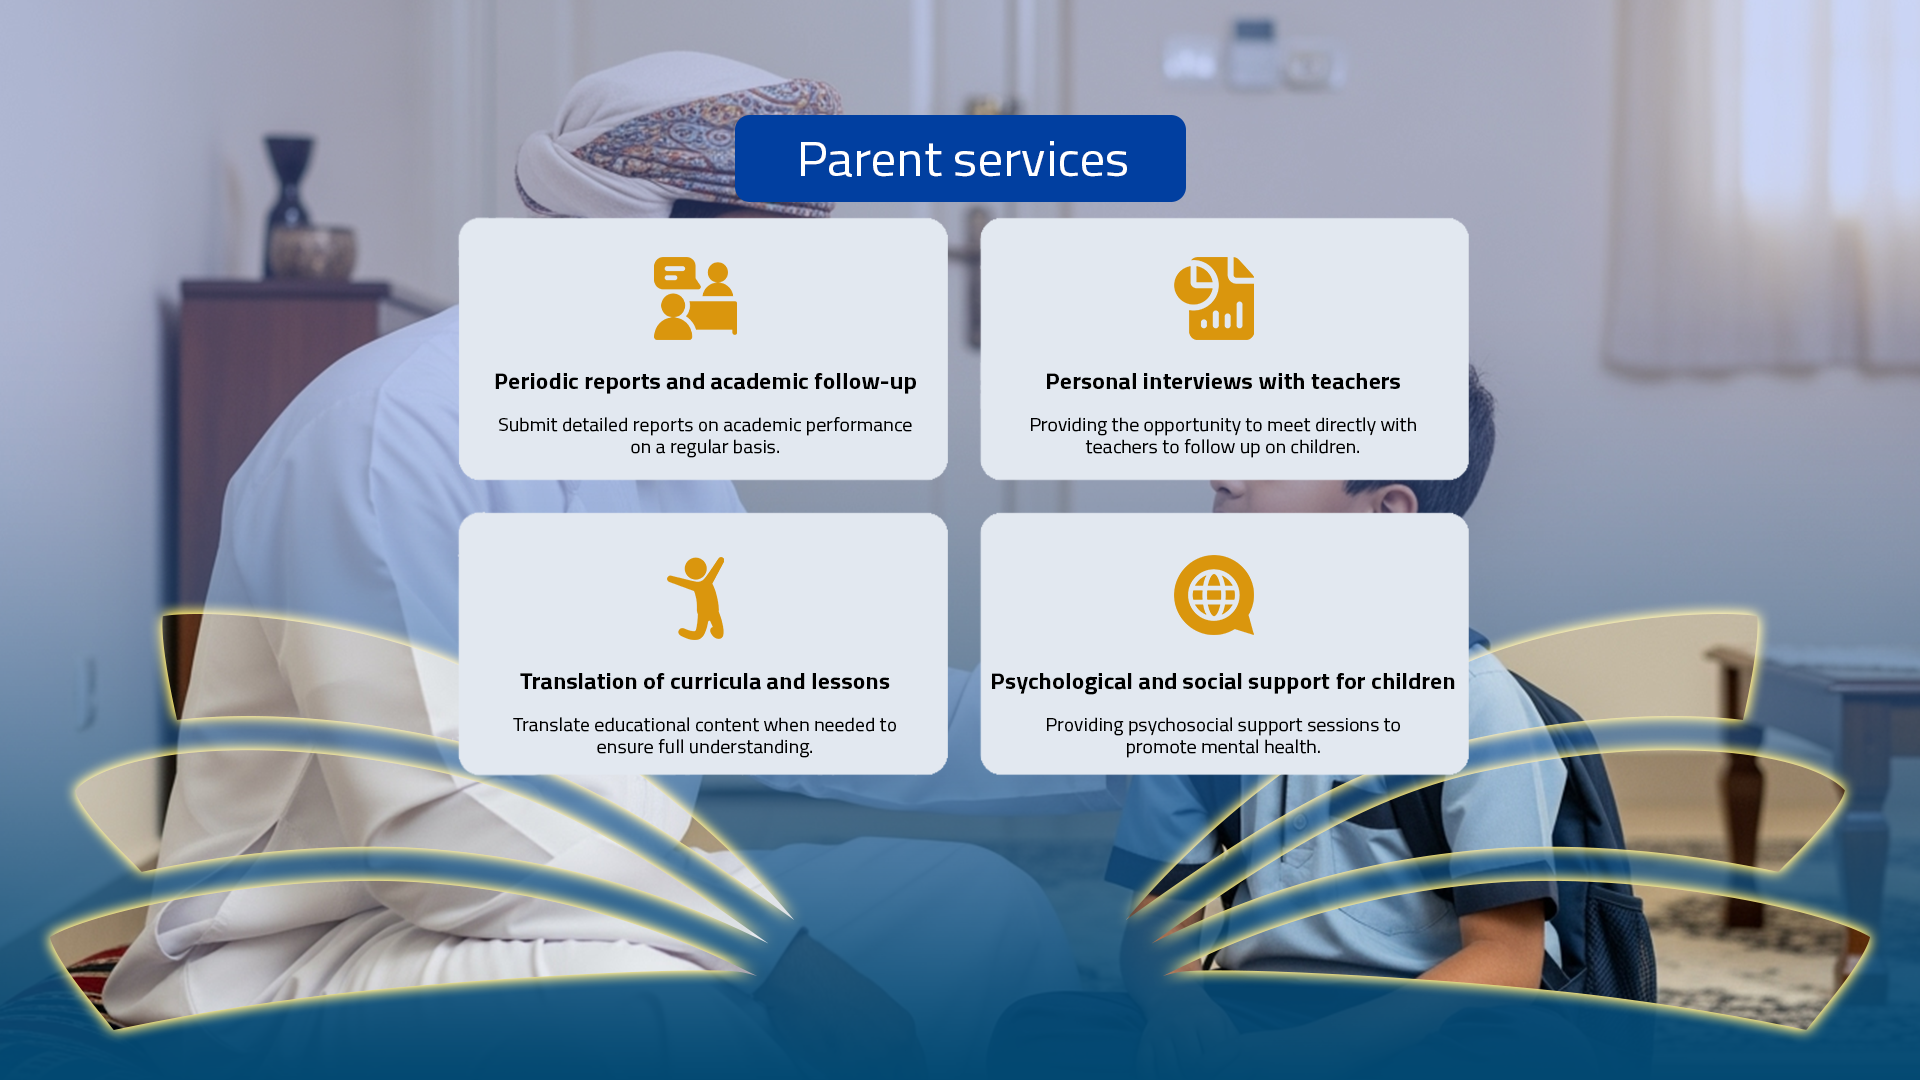 Parent services
Periodic reports and academic follow-up
Submit detailed reports on academic performance
on a regular basis.
Personal interviews with teachers
Providing the opportunity to meet directly with
teachers to follow up on children.
Translation of curricula and lessons
Translate educational content when needed to
ensure full understanding.
Psychological and social support for children
Providing psychosocial support sessions to
promote mental health.